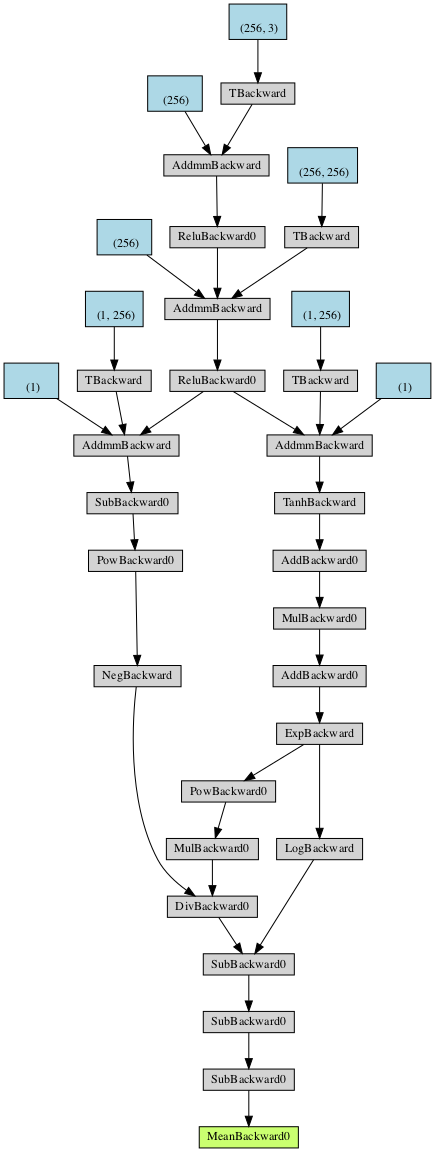 (256, 3)
(256)
TBackward
AddmmBackward
(256, 256)
(256)
ReluBackward0
TBackward
AddmmBackward
(1, 256)
(1, 256)
(1)
TBackward
ReluBackward0
TBackward
(1)
AddmmBackward
AddmmBackward
SubBackward0
TanhBackward
PowBackward0
AddBackward0
MulBackward0
NegBackward
AddBackward0
ExpBackward
PowBackward0
MulBackward0
LogBackward
DivBackward0
SubBackward0
SubBackward0
SubBackward0
MeanBackward0